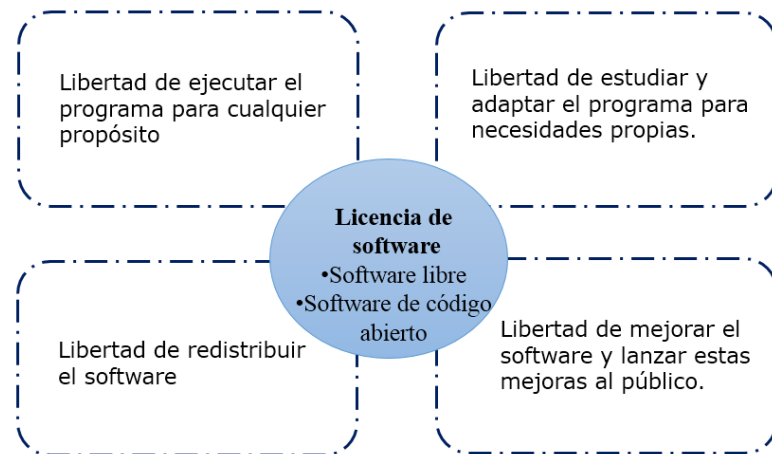 Libertad de ejecutar el
programa para cualquier
propósito
Libertad de estudiar y
adaptar el programa para
necesidades propias.
Licencia de
software
•Software libre
•Software de código
abierto
Libertad de redistribuir
el software
Libertad de mejorar el
software y lanzar estas
mejoras al público.